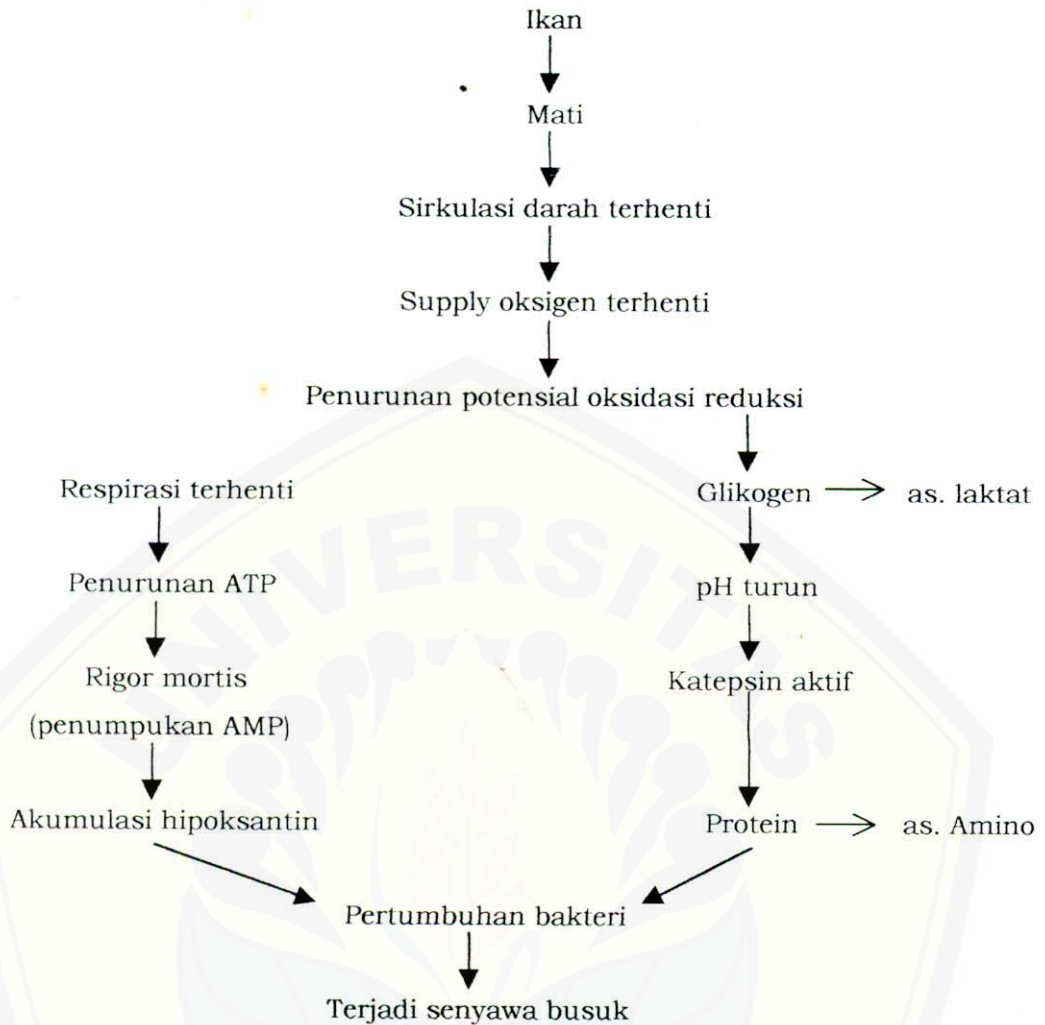 Ikan
Mati
Sirkulasi darah terhenti
Supply oksigen terhenti
Penurunan potensial oksidasi reduksi
Respirasi terhenti
Glikogen
as. laktat
Penurunan ATP
pH turun
Rigor mortis
(penumpukan AMP)
Katepsin aktif
Akumulasi hipoksantin
Protein
as. Amino
Pertumbuhan bakteri
Terjadi senyawa busuk
UNIVERSITAS